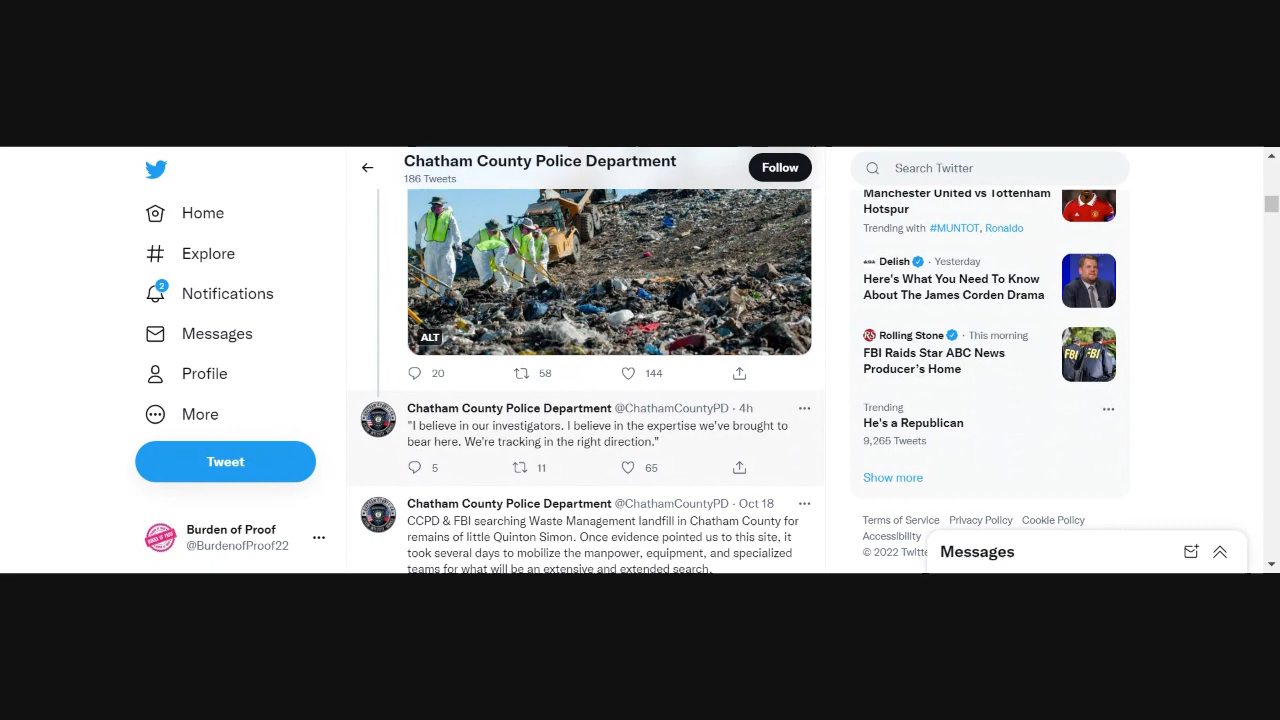 Chatham County Police Department
186 Tweets
Follow
Search Twitter
Home
Explore
2
Notifications
Messages
Profile
More
Tweet
Burden of Proof
@BurdenofProof22
ALT
20 58 144
Chatham County Police Department @ChathamCountyPD · 4h
"I believe in our investigators. I believe in the expertise we've brought to
bear here. We're tracking in the right direction."
5 11 65
Chatham County Police Department @ChathamCountyPD · Oct 18
CCPD & FBI searching Waste Management landfill in Chatham County for
remains of little Quinton Simon. Once evidence pointed us to this site, it
took several days to mobilize the manpower, equipment, and specialized
teams for what will be an extensive and extended search.
Manchester United vs Tottenham
Hotspur
Trending with #MUNTOT, Ronaldo
Delish · Yesterday
Here's What You Need To Know
About The James Corden Drama
Rolling Stone · This morning
FBI Raids Star ABC News
Producer's Home
FBI FBI
Trending
He's a Republican
9,265 Tweets
Show more
Terms of Service Privacy Policy Cookie Policy
Accessibility
© 2022 Twitte
Messages